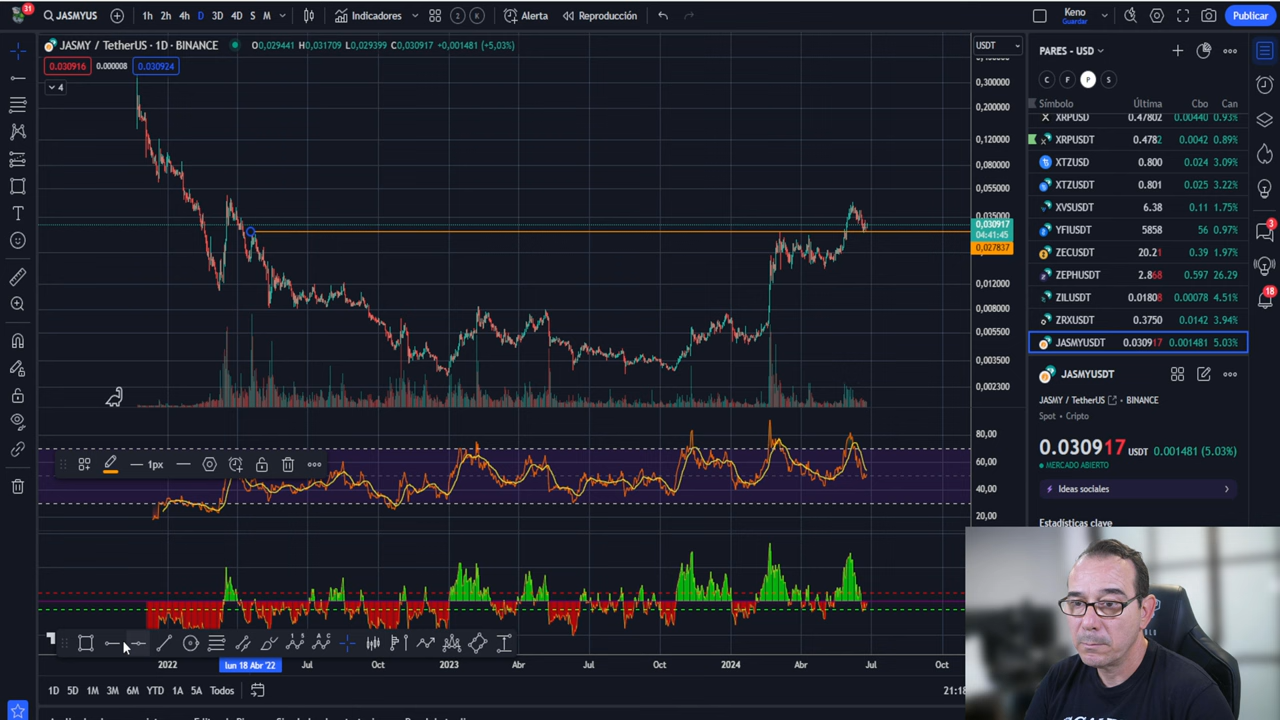 31
JASMYUS
1h 2h 4h D 3D 4D S M
Indicadores
2 K
Alerta
Reproducción
Keno
Guardar
Publicar
JASMY / TetherUS · 1D · BINANCE
O0,029441 H0,031709 L0,029399 C0,030917 +0,001481 (+5,03%)
0.030916 0.000008 0.030924
4
USDT
0,300000
0,200000
0,120000
0,080000
0,055000
0,035000
0,030917
04:41:45
0,027837
0,012000
0,008000
0,005500
0,003500
0,002300
80,00
60,00
40,00
20,00
1px
2022 lun 18 Abr '22 Jul Oct 2023 Abr Jul Oct 2024 Abr Jul Oct
1D 5D 1M 3M 6M YTD 1A 5A Todos
21:18
PARES - USD
C F P S
Símbolo Última Cbo Can
XRPUSD 0.47802 0.00440 0.93%
XRPUSDT 0.4782 0.0042 0.89%
XTZUSD 0.800 0.024 3.09%
XTZUSDT 0.801 0.025 3.22%
XVSUSDT 6.38 0.11 1.75%
YFIUSDT 5858 56 0.97%
ZECUSDT 20.21 0.39 1.97%
ZEPHUSDT 2.868 0.597 26.29
ZILUSDT 0.01808 0.00078 4.51%
ZRXUSDT 0.3750 0.0142 3.94%
JASMYUSDT 0.030917 0.001481 5.03%
JASMYUSDT
JASMY / TetherUS · BINANCE
Spot · Cripto
0.030917 USDT 0.001481 (5.03%)
MERCADO ABIERTO
Ideas sociales
Estadísticas clave
3
18